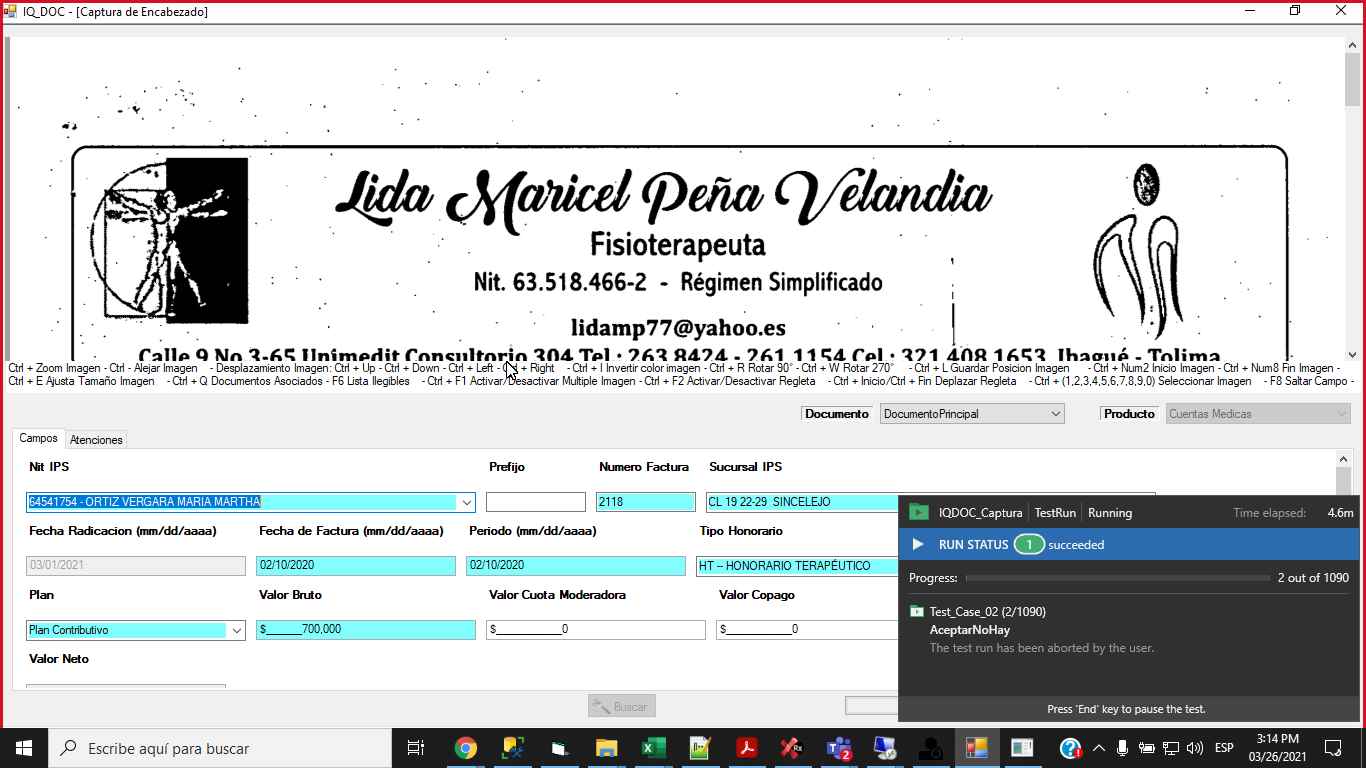 IQ_DOC - [Captura de Encabezado]
Lida Maricel Peña Velandia
Fisioterapeuta
Nit. 63.518.466-2 - Régimen Simplificado
lidamp77@yahoo.es
Calle 9 No 3-65 Unimedit Consultorio 304 Tel.: 263 8424 - 261 1154 Cel.: 321 408 1653 Ibagué - Tolima
Ctrl + Zoom Imagen - Ctrl - Alejar Imagen - Desplazamiento Imagen: Ctrl + Up - Ctrl + Down - Ctrl + Left - Ctrl + Right - Ctrl + I Invertir color imagen - Ctrl + R Rotar 90° - Ctrl + W Rotar 270° - Ctrl + L Guardar Posicion Imagen - Ctrl + Num2 Inicio Imagen - Ctrl + Num8 Fin Imagen -
Ctrl + E Ajusta Tamaño Imagen - Ctrl + Q Documentos Asociados - F6 Lista Ilegibles - Ctrl + F1 Activar/Desactivar Multiple Imagen - Ctrl + F2 Activar/Desactivar Regleta - Ctrl + Inicio/Ctrl + Fin Deplazar Regleta - Ctrl + (1,2,3,4,5,6,7,8,9,0) Seleccionar Imagen - F8 Saltar Campo -
Documento DocumentoPrincipal Producto Cuentas Medicas
Campos Atenciones
Nit IPS Prefijo Numero Factura Sucursal IPS
64541754 - ORTIZ VERGARA MARIA MARTHA 2118 CL 19 22-29 SINCELEJO
Fecha Radicacion (mm/dd/aaaa) Fecha de Factura (mm/dd/aaaa) Periodo (mm/dd/aaaa) Tipo Honorario
03/01/2021 02/10/2020 02/10/2020 HT – HONORARIO TERAPÉUTICO
Plan Valor Bruto Valor Cuota Moderadora Valor Copago
Plan Contributivo $______700,000 $__________0 $__________0
Valor Neto
Buscar
IQDOC_Captura TestRun Running Time elapsed: 4.6m
RUN STATUS 1 succeeded
Progress: 2 out of 1090
Test_Case_02 (2/1090)
AceptarNoHay
The test run has been aborted by the user.
Press 'End' key to pause the test.
Escribe aquí para buscar
2
ESP
3:14 PM
03/26/2021